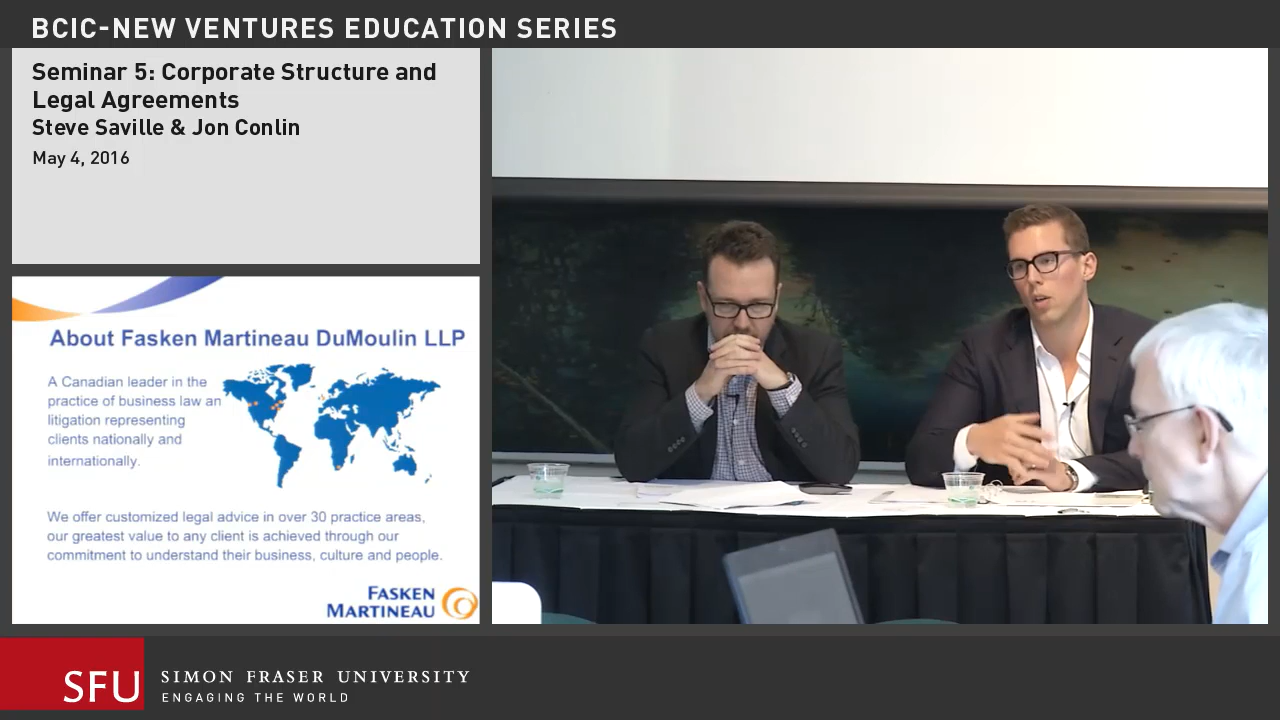 BCIC-NEW VENTURES EDUCATION SERIES
Seminar 5: Corporate Structure and
Legal Agreements
Steve Saville & Jon Conlin
May 4, 2016
About Fasken Martineau DuMoulin LLP
A Canadian leader in the
practice of business law an
litigation representing
clients nationally and
internationally.
We offer customized legal advice in over 30 practice areas,
our greatest value to any client is achieved through our
commitment to understand their business, culture and people.
FASKEN
MARTINEAU
SFU
SIMON FRASER UNIVERSITY
ENGAGING THE WORLD